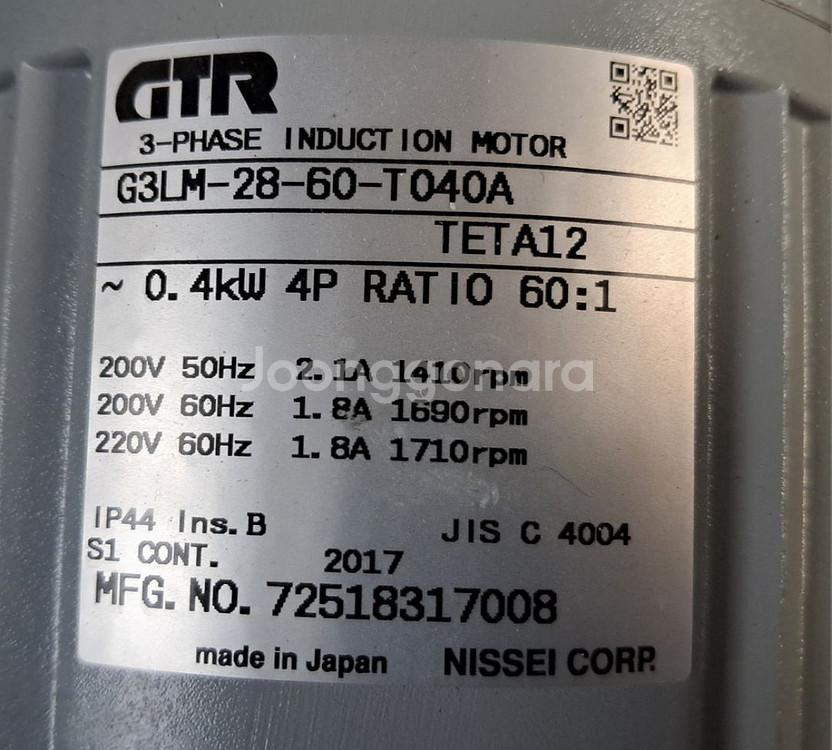 GTR
3-PHASE INDUCTION MOTOR
G3LM-28-60-T040A
TETA12
~ 0.4kW 4P RATIO 60:1
200V 50Hz 2.1A 1410rpm
200V 60Hz 1.8A 1690rpm
220V 60Hz 1.8A 1710rpm
Joonggonara
IP44 Ins.B JIS C 4004
S1 CONT. 2017
MFG.NO.72518317008
made in Japan NISSEI CORP.